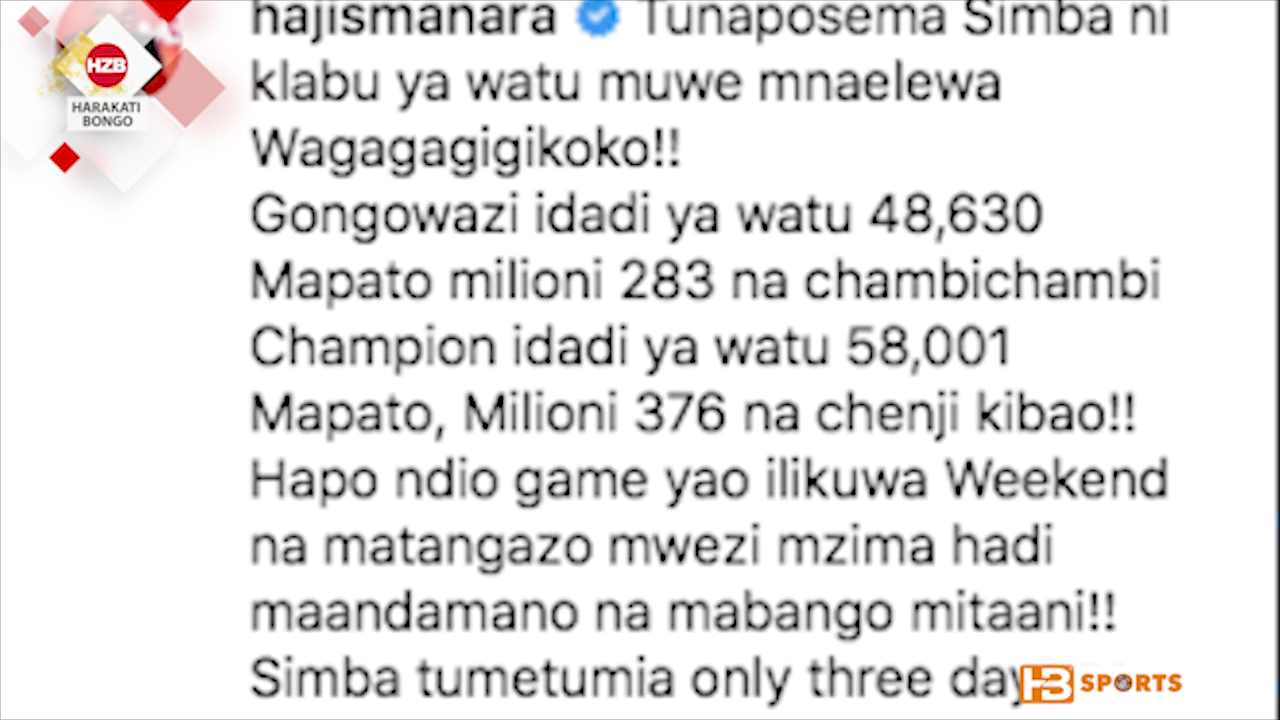 hajismanara Tunaposema Simba ni
klabu ya watu muwe mnaelewa
Wagagagigikoko!!
Gongowazi idadi ya watu 48,630
Mapato milioni 283 na chambichambi
Champion idadi ya watu 58,001
Mapato, Milioni 376 na chenji kibao!!
Hapo ndio game yao ilikuwa Weekend
na matangazo mwezi mzima hadi
maandamano na mabango mitaani!!
Simba tumetumia only three day
HZB
HARAKATI
BONGO
HB SPORTS